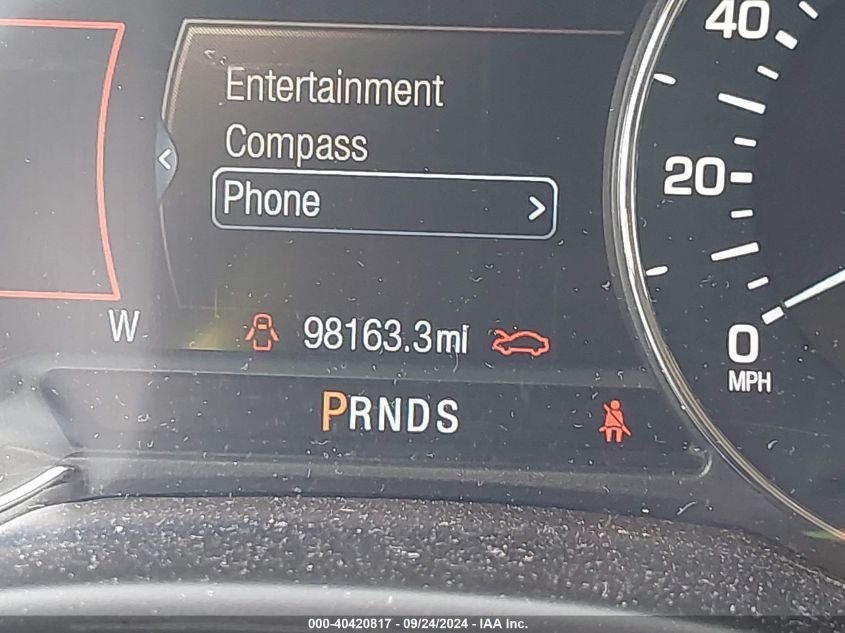 Entertainment
Compass
Phone >
<
40
20
0
MPH
W
98163.3mi
PRNDS
000-40420817 - 09/24/2024 - IAA Inc.